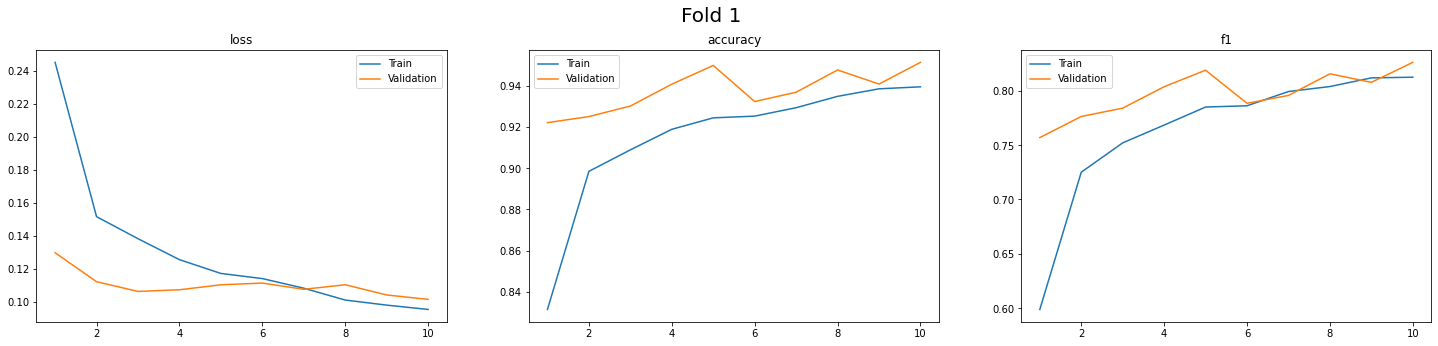 Fold 1
loss
Train
Validation
0.24
0.22
0.20
0.18
0.16
0.14
0.12
0.10
2 4 6 8 10
accuracy
Train
Validation
0.94
0.92
0.90
0.88
0.86
0.84
2 4 6 8 10
f1
Train
Validation
0.80
0.75
0.70
0.65
0.60
2 4 6 8 10